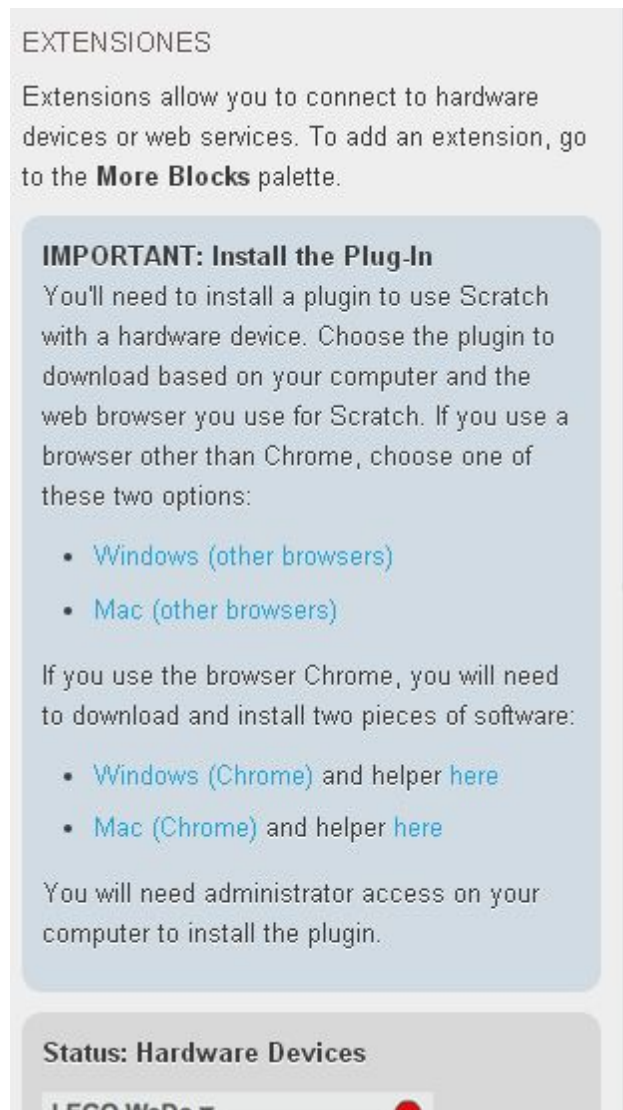 EXTENSIONES
Extensions allow you to connect to hardware
devices or web services. To add an extension, go
to the More Blocks palette.
IMPORTANT: Install the Plug-In
You'll need to install a plugin to use Scratch
with a hardware device. Choose the plugin to
download based on your computer and the
web browser you use for Scratch. If you use a
browser other than Chrome, choose one of
these two options:
• Windows (other browsers)
• Mac (other browsers)
If you use the browser Chrome, you will need
to download and install two pieces of software:
• Windows (Chrome) and helper here
• Mac (Chrome) and helper here
You will need administrator access on your
computer to install the plugin.
Status: Hardware Devices
LEGO WeDo